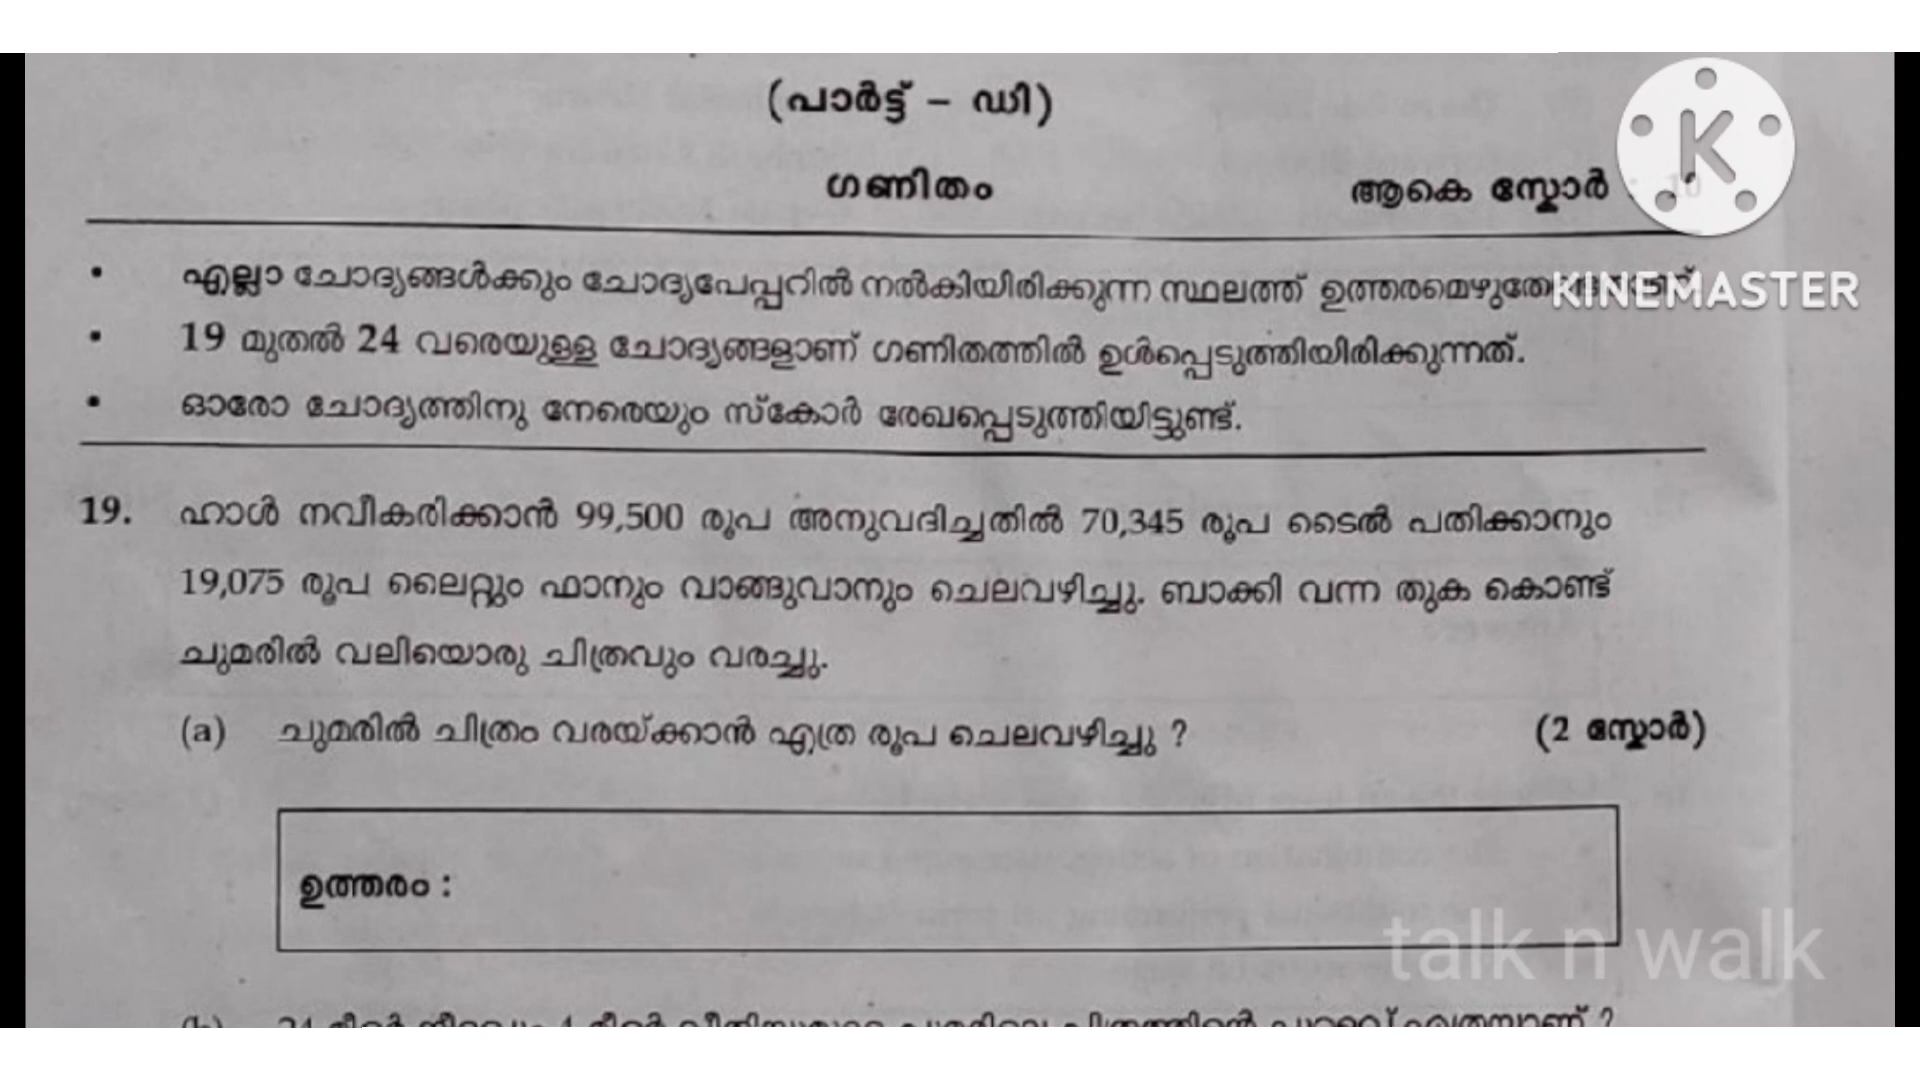 (പാർട്ട് – ഡി)
ഗണിതം
ആകെ സ്കോർ : 10
• എല്ലാ ചോദ്യങ്ങൾക്കും ചോദ്യപേപ്പറിൽ നൽകിയിരിക്കുന്ന സ്ഥലത്ത്
KINEMASTER
• 19 മുതൽ 24 വരെയുള്ള ചോദ്യങ്ങളാണ് ഗണിതത്തിൽ ഉൾപ്പെടുത്തിയിരിക്കുന്നത്.
• ഓരോ ചോദ്യത്തിനു നേരെയും സ്കോർ രേഖപ്പെടുത്തിയിട്ടുണ്ട്.
19. ഹാൾ നവീകരിക്കാൻ 99,500 രൂപ അനുവദിച്ചതിൽ 70,345 രൂപ ടൈൽ പതിക്കാനും
19,075 രൂപ ലൈറ്റും ഫാനും വാങ്ങുവാനും ചെലവഴിച്ചു. ബാക്കി വന്ന തുക കൊണ്ട്
ചുമരിൽ വലിയൊരു ചിത്രവും വരച്ചു.
(a) ചുമരിൽ ചിത്രം വരയ്ക്കാൻ എത്ര രൂപ ചെലവഴിച്ചു ? (2 സ്കോർ)
ഉത്തരം :
talk n walk